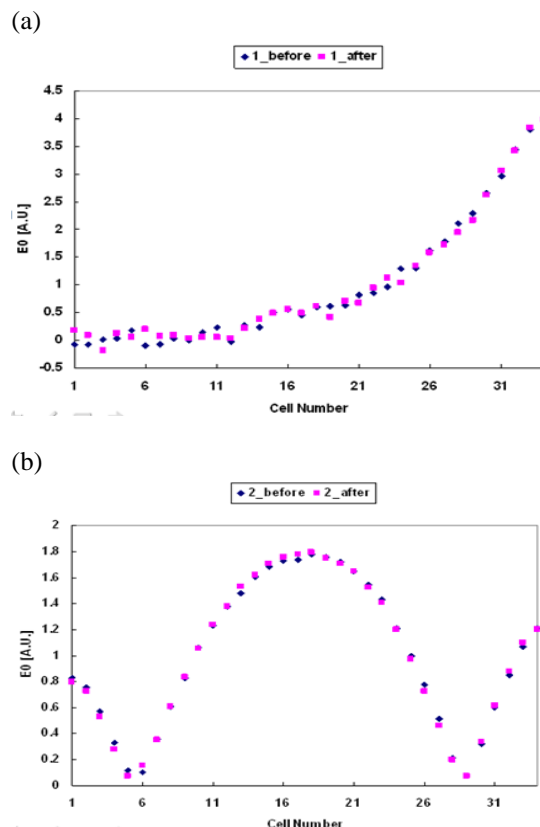 (a)
1_before 1_after
4.5
4
3.5
3
2.5
2
1.5
1
0.5
0
-0.5
E0 [A.U.]
1 6 11 16 21 26 31
Cell Number
(b)
2_before 2_after
2
1.8
1.6
1.4
1.2
1
0.8
0.6
0.4
0.2
0
E0 [A.U.]
1 6 11 16 21 26 31
Cell Number